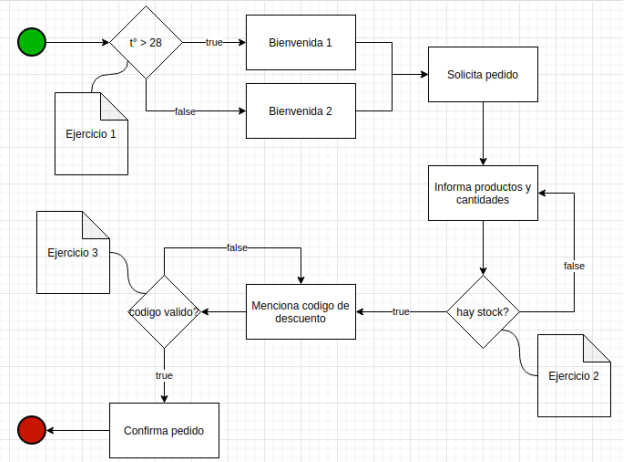 t° > 28
true
Bienvenida 1
false
Bienvenida 2
Solicita pedido
Ejercicio 1
Informa productos y
cantidades
false
Ejercicio 3
false
codigo valido?
Menciona codigo de
descuento
true
hay stock?
Ejercicio 2
true
Confirma pedido